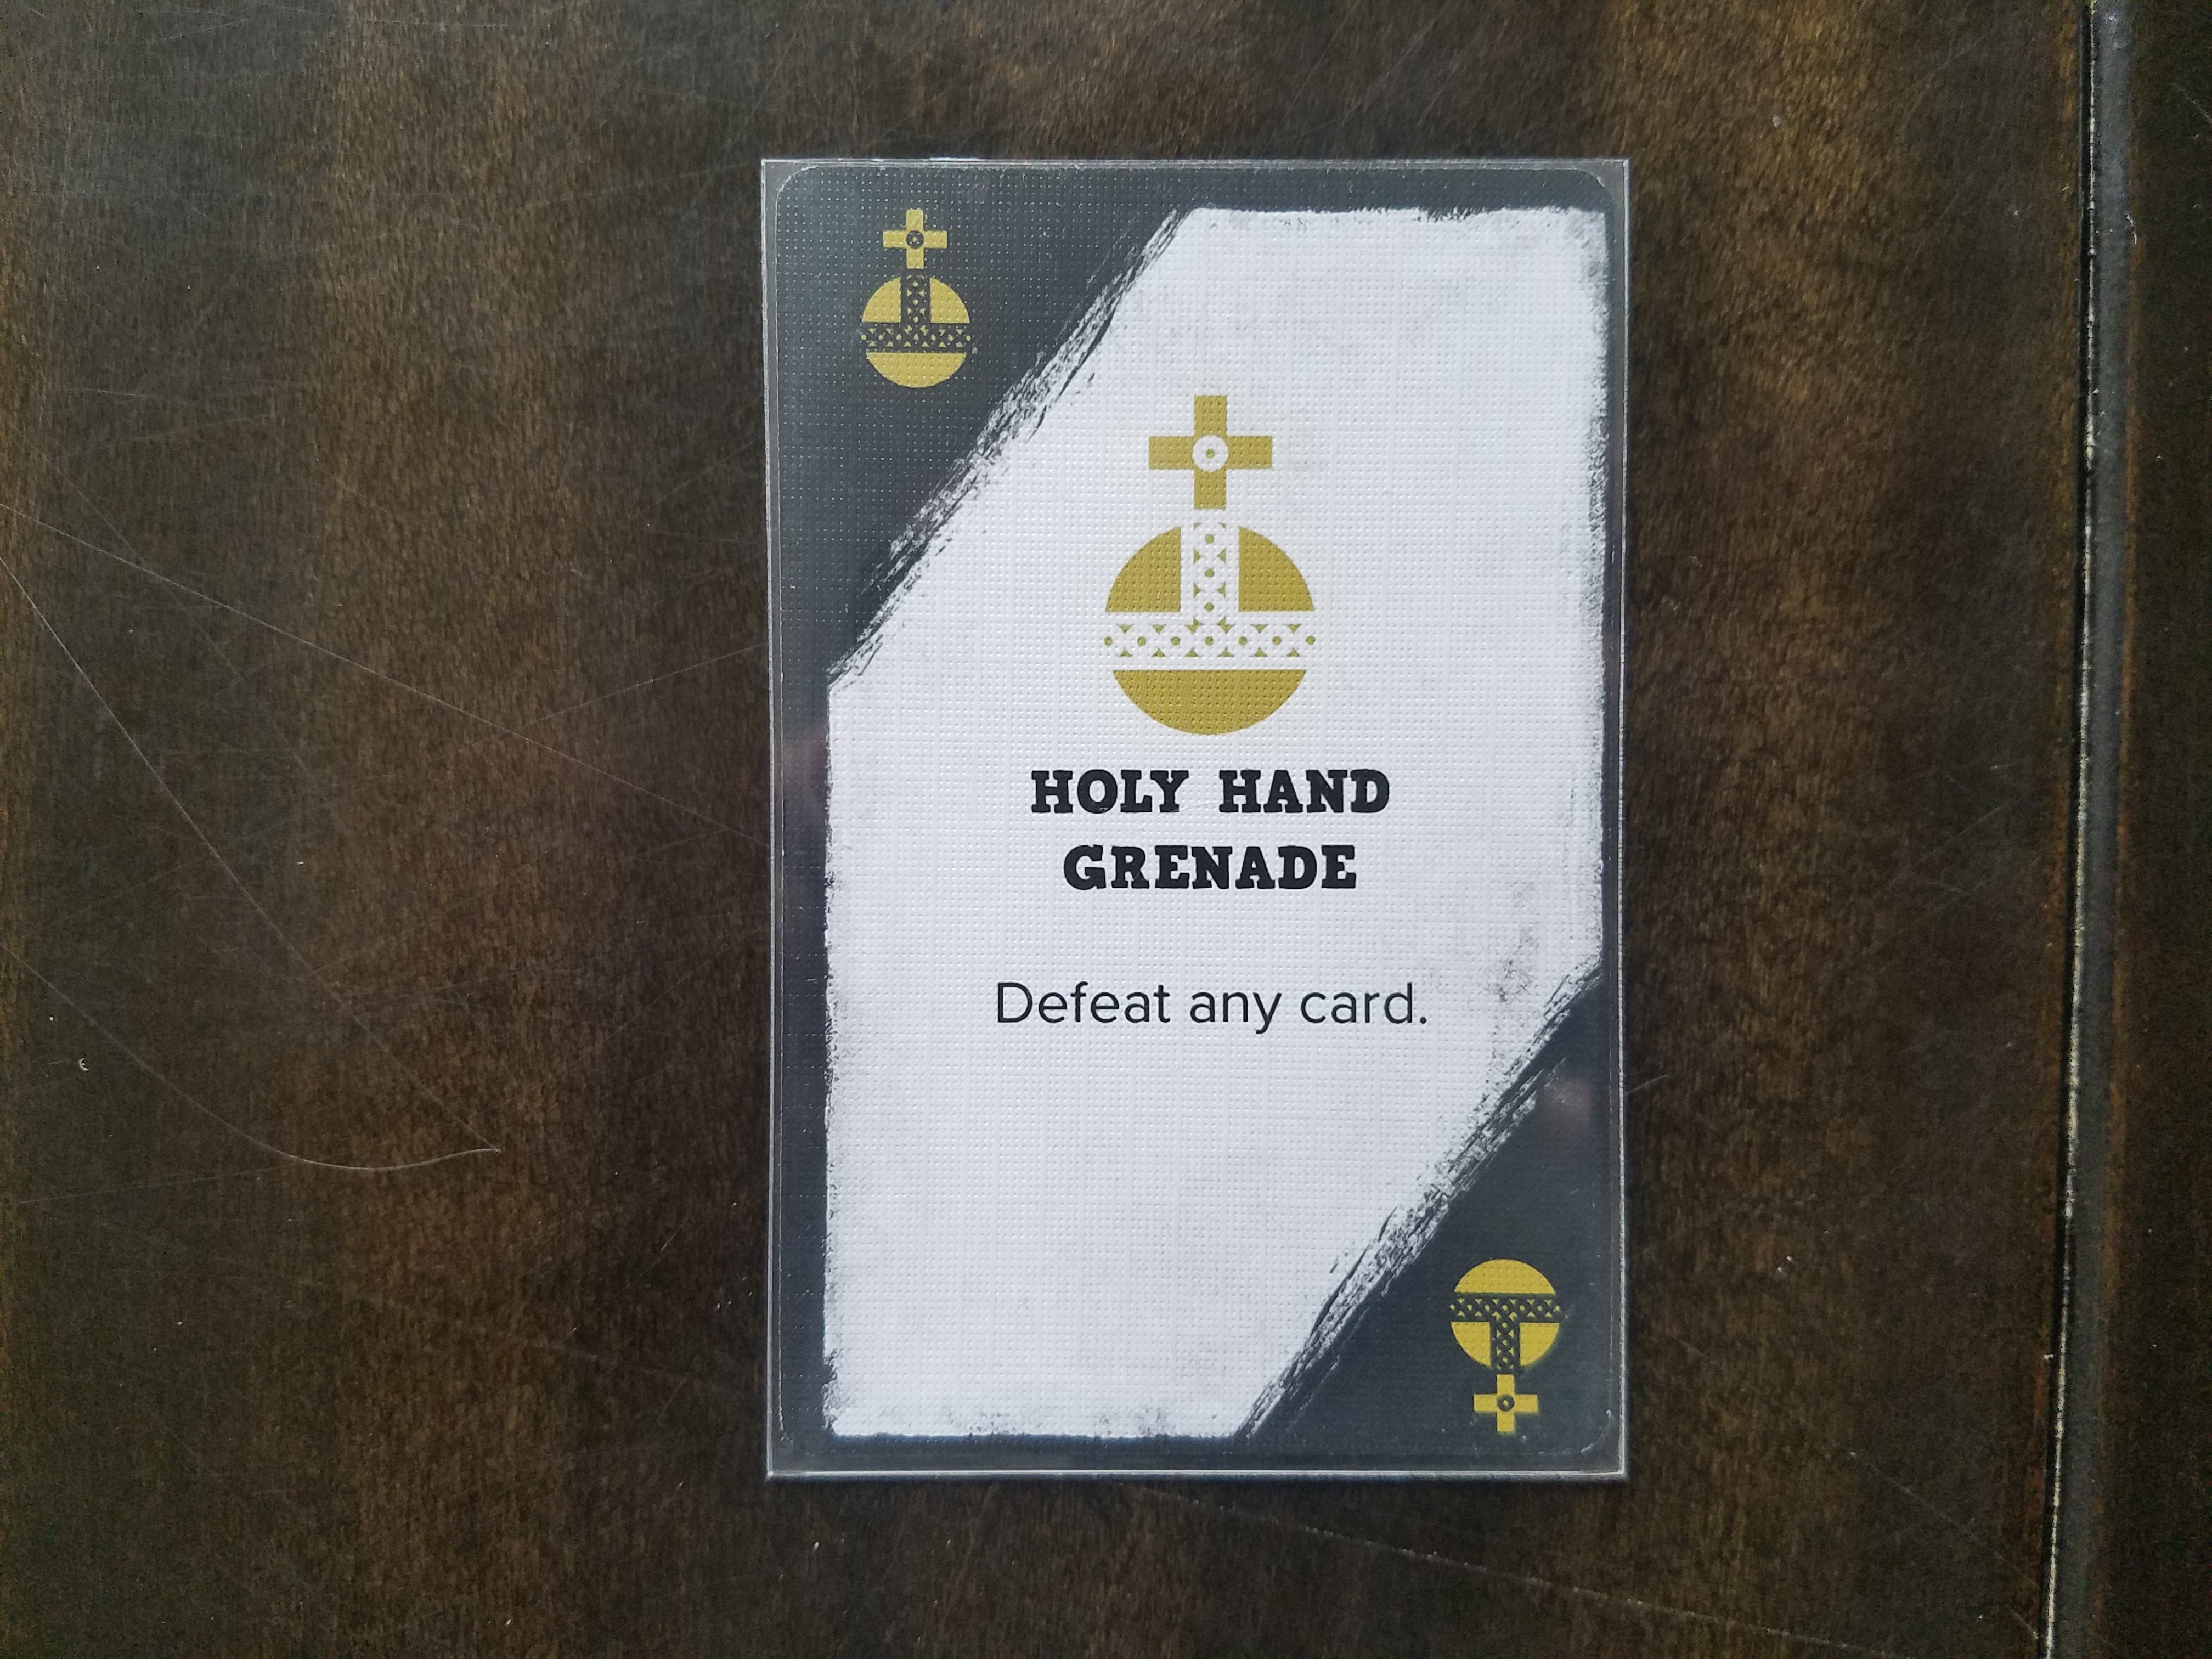 HOLY HAND
GRENADE
Defeat any card.